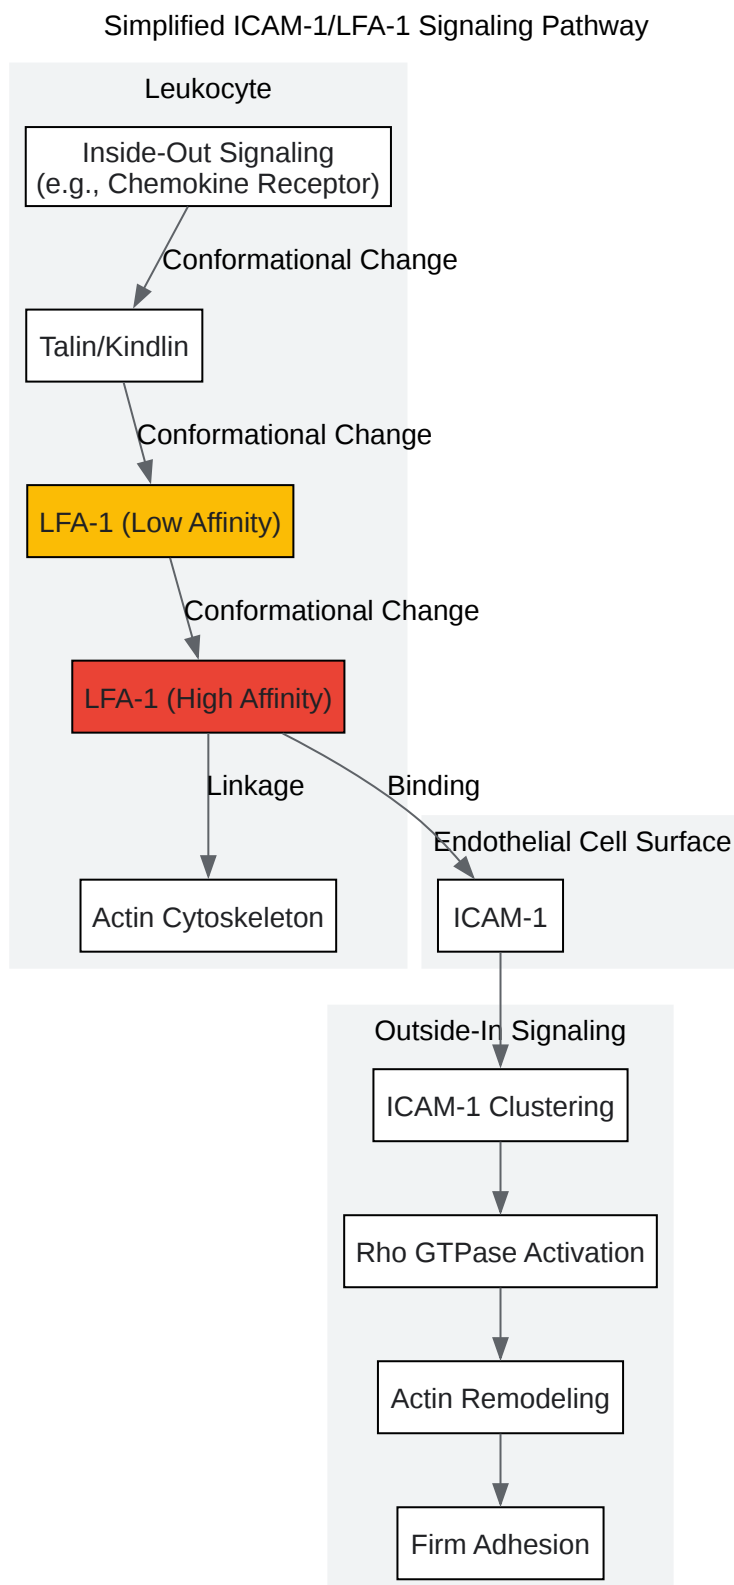 Simplified ICAM-1/LFA-1 Signaling Pathway
Leukocyte
Inside-Out Signaling
(e.g., Chemokine Receptor)
Conformational Change
Talin/Kindlin
Conformational Change
LFA-1 (Low Affinity)
Conformational Change
LFA-1 (High Affinity)
Linkage
Binding
Endothelial Cell Surface
Actin Cytoskeleton
ICAM-1
Outside-In Signaling
ICAM-1 Clustering
Rho GTPase Activation
Actin Remodeling
Firm Adhesion